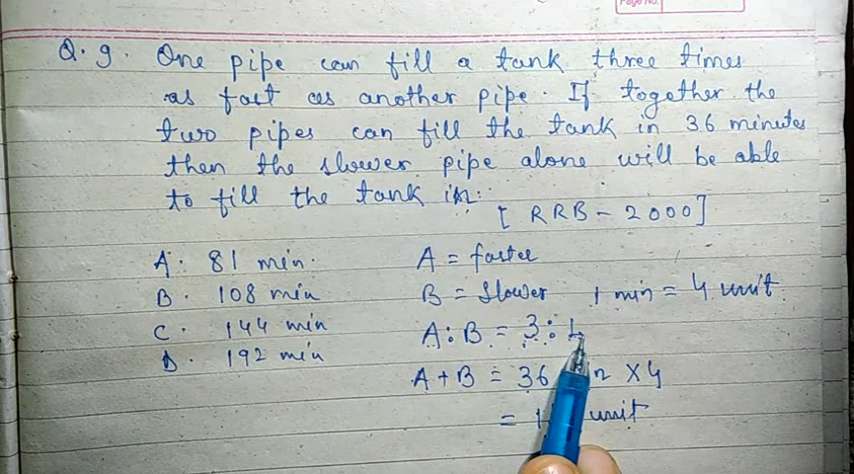 Page No.
Q. 9. One pipe can fill a tank three times
as fast as another pipe. If together the
two pipes can fill the tank in 36 minutes
then the slower pipe alone will be able
to fill the tank in:
[ RRB - 2000]
A. 81 min.
B. 108 min
C. 144 min
D. 192 min
A = faster
B = Slower 1 min = 4 unit
A : B = 3 : 1
A + B = 36 X 4
= unit